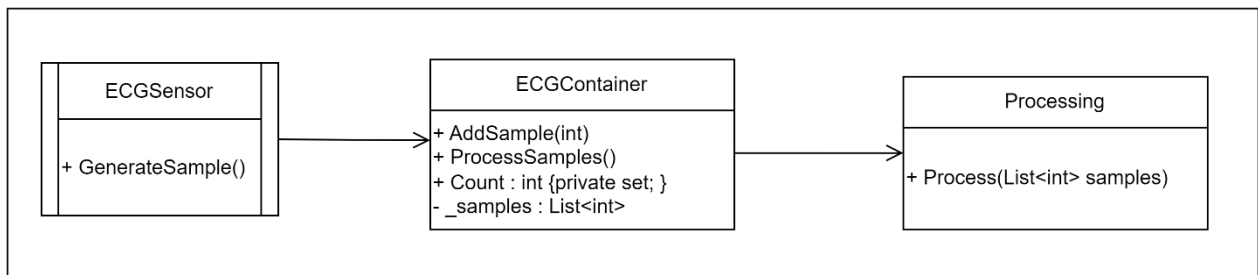 ECGSensor
+ GenerateSample()
ECGContainer
+ AddSample(int)
+ ProcessSamples()
+ Count : int {private set; }
- _samples : List<int>
Processing
+ Process(List<int> samples)